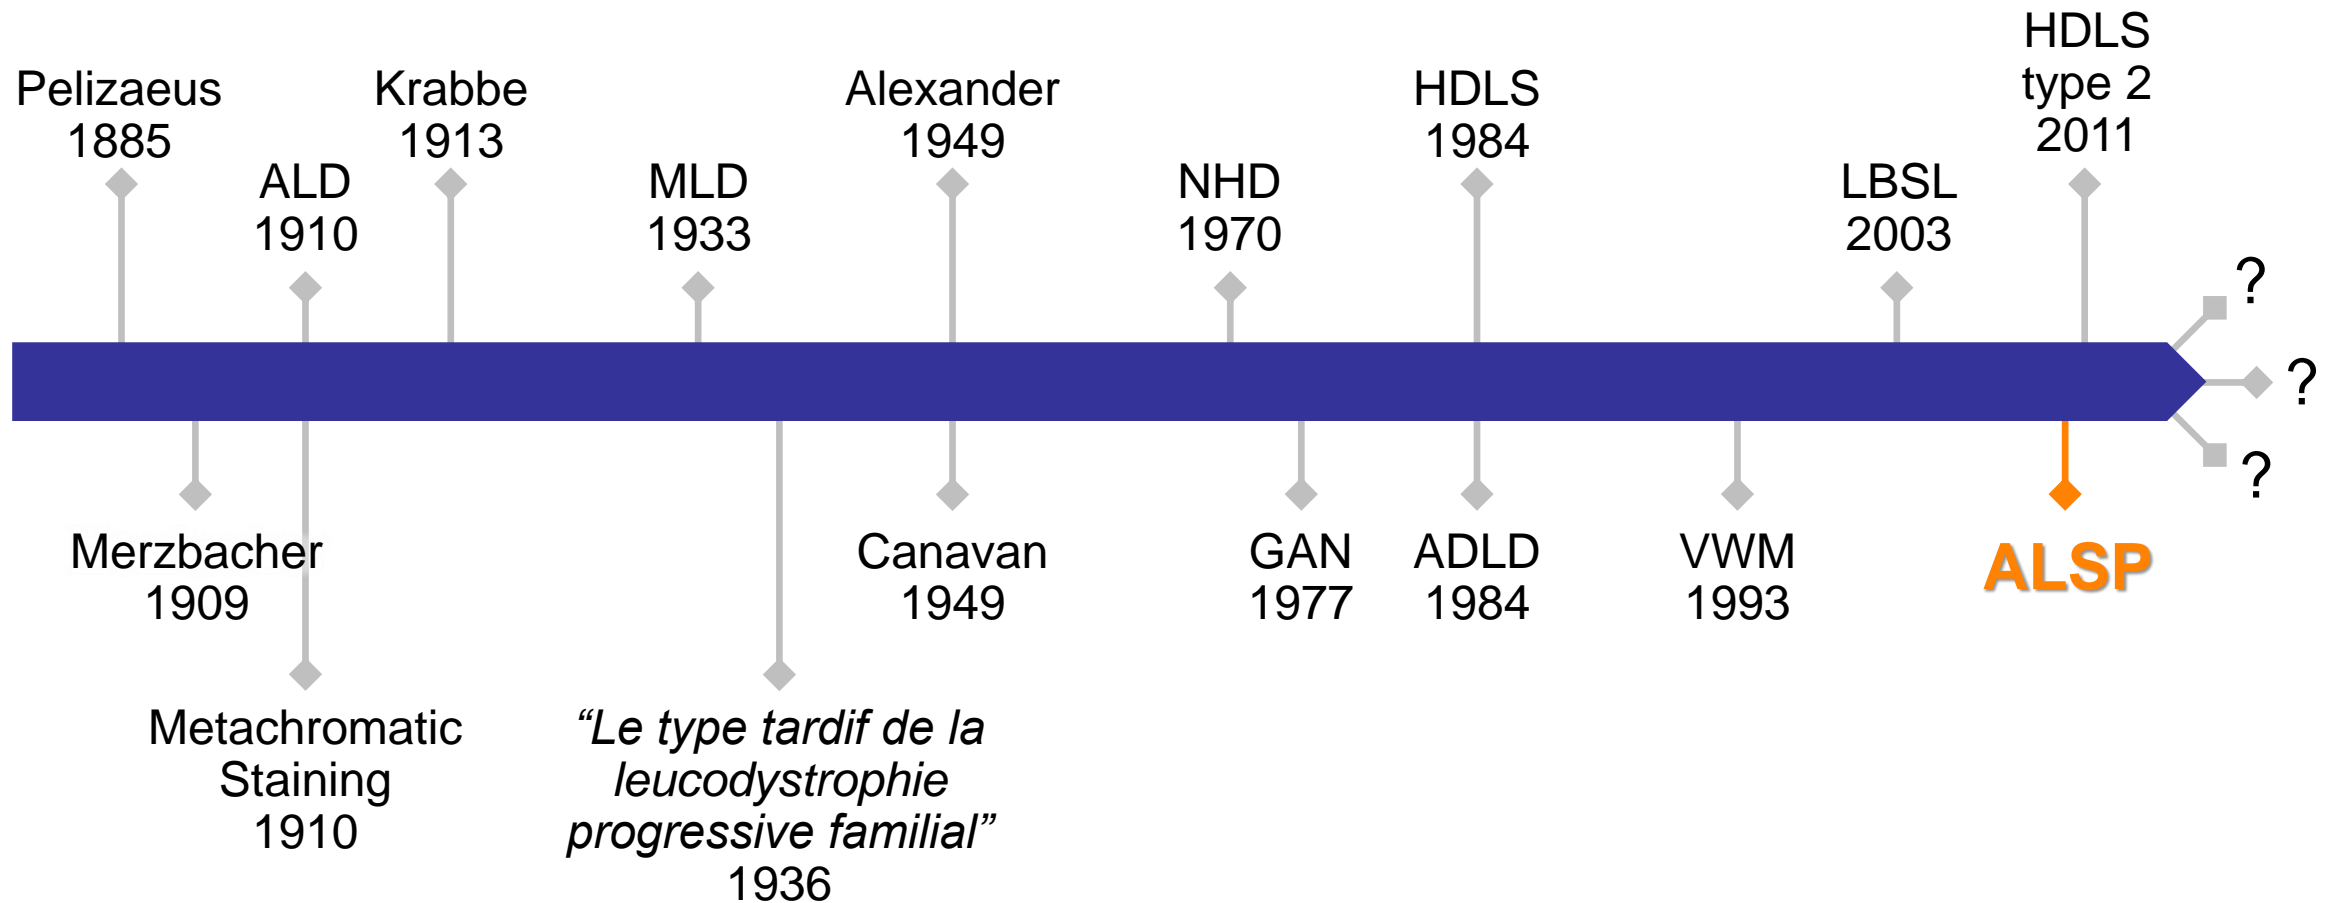 Pelizaeus
1885
ALD
1910
Krabbe
1913
MLD
1933
Alexander
1949
NHD
1970
HDLS
1984
LBSL
2003
HDLS
type 2
2011
?
?
?
Merzbacher
1909
Metachromatic
Staining
1910
“Le type tardif de la
leucodystrophie
progressive familial”
1936
Canavan
1949
GAN
1977
ADLD
1984
VWM
1993
ALSP